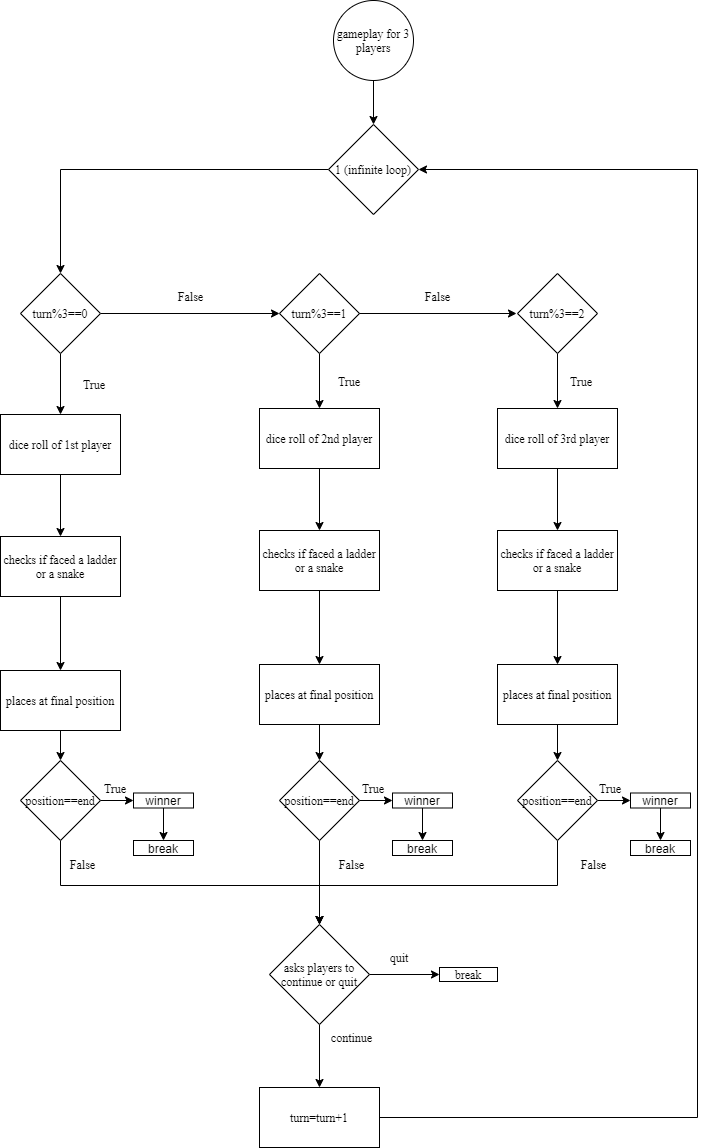 gameplay for 3
players
1 (infinite loop)
turn%3==0
False
turn%3==1
False
turn%3==2
True
True
True
dice roll of 1st player
dice roll of 2nd player
dice roll of 3rd player
checks if faced a ladder
or a snake
checks if faced a ladder
or a snake
checks if faced a ladder
or a snake
places at final position
places at final position
places at final position
position==end
True
winner
break
False
position==end
True
winner
break
False
position==end
True
winner
break
False
asks players to
continue or quit
quit
break
continue
turn=turn+1